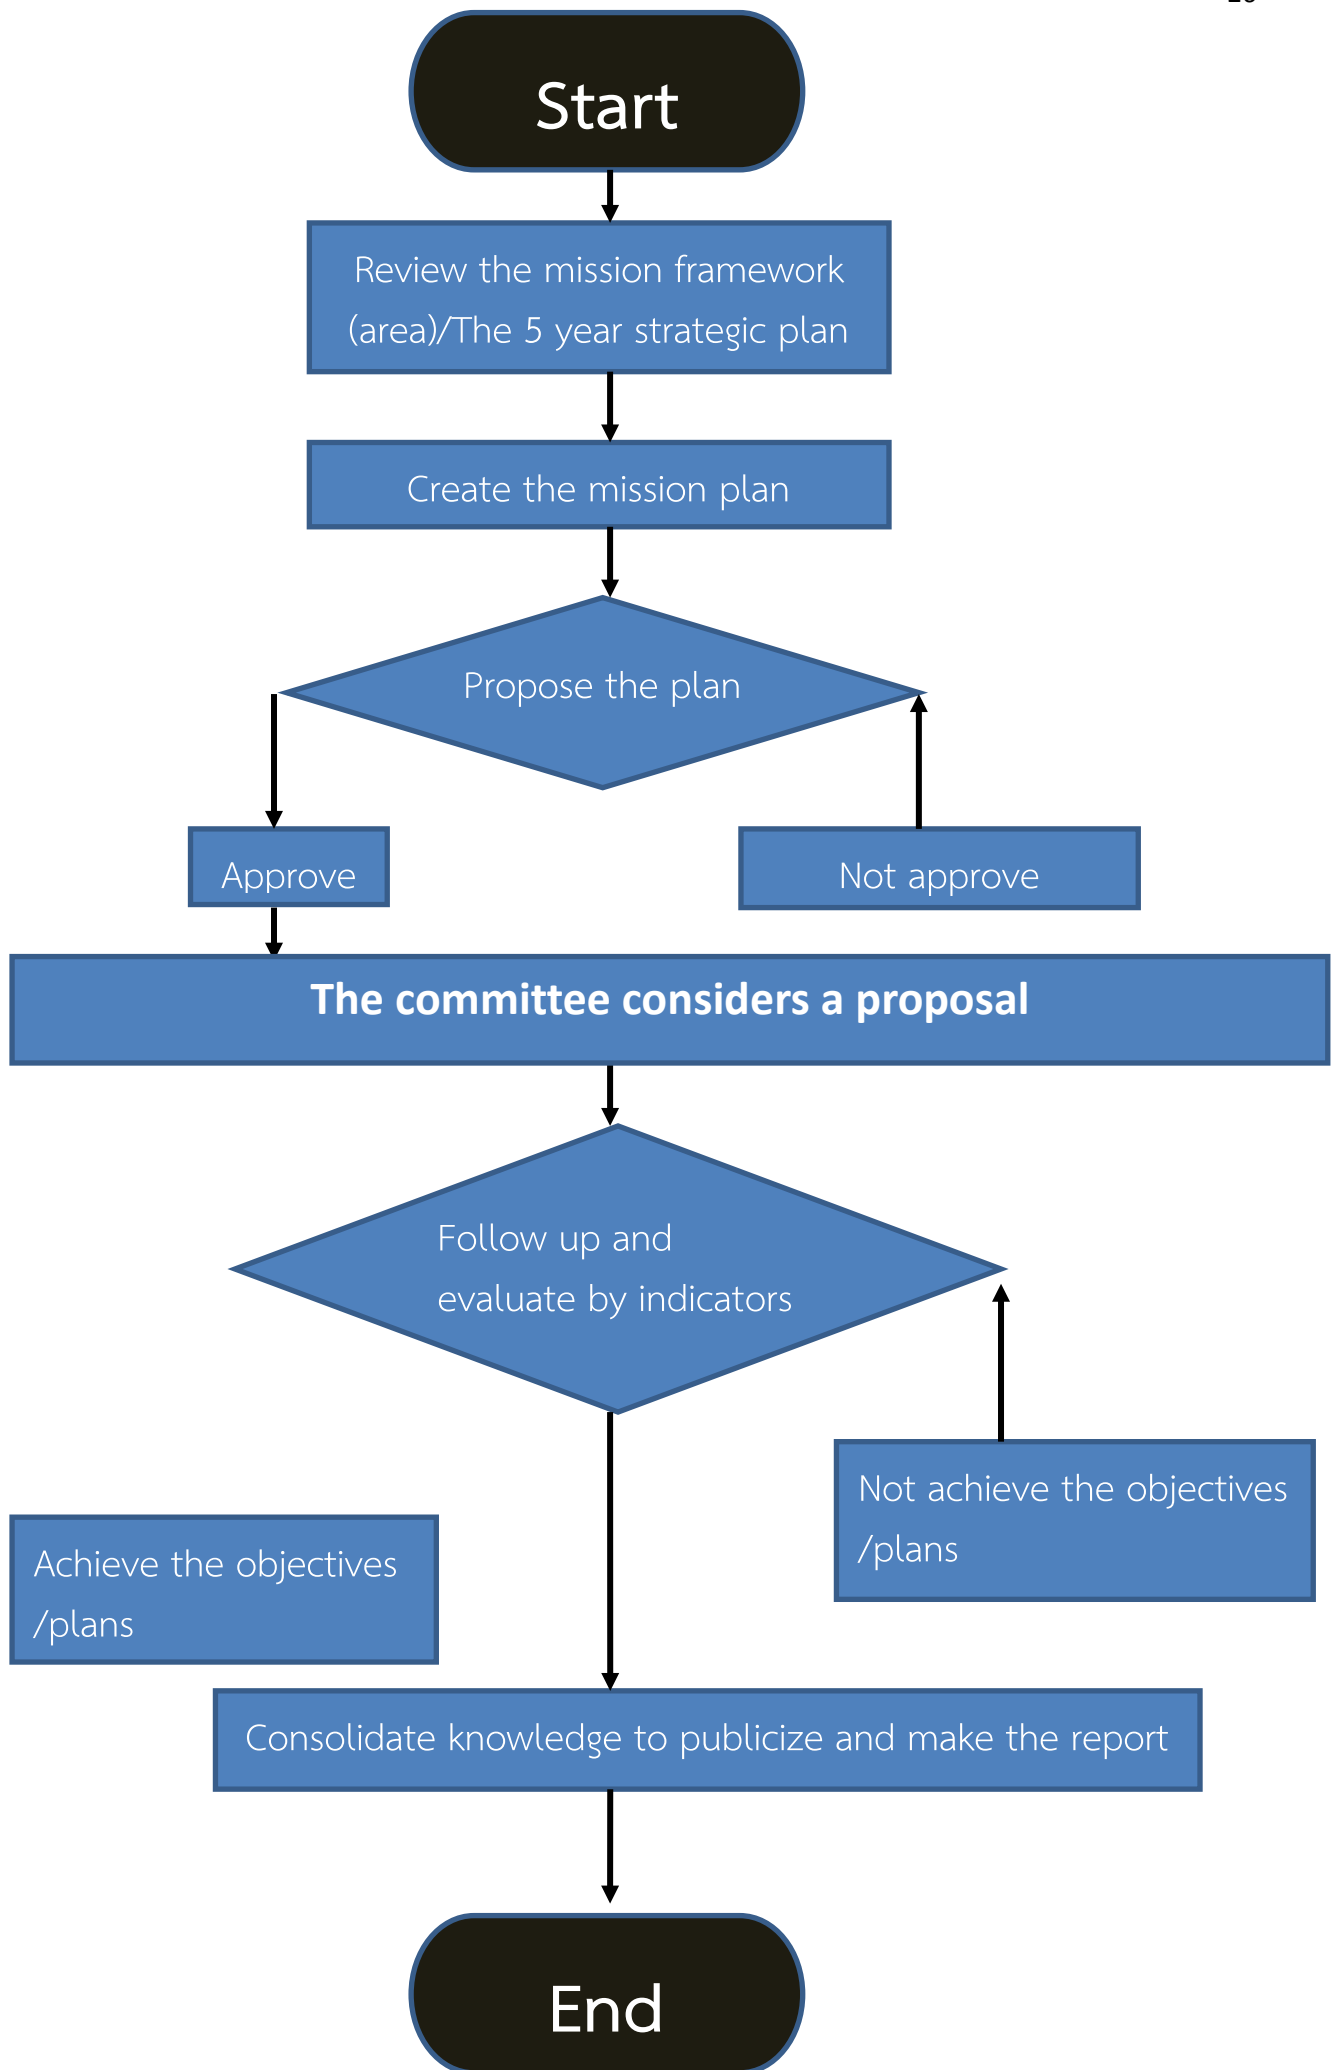 Start
Review the mission framework
(area)/The 5 year strategic plan
Create the mission plan
Propose the plan
Approve
Not approve
The committee considers a proposal
Follow up and
evaluate by indicators
Not achieve the objectives
/plans
Achieve the objectives
/plans
Consolidate knowledge to publicize and make the report
End